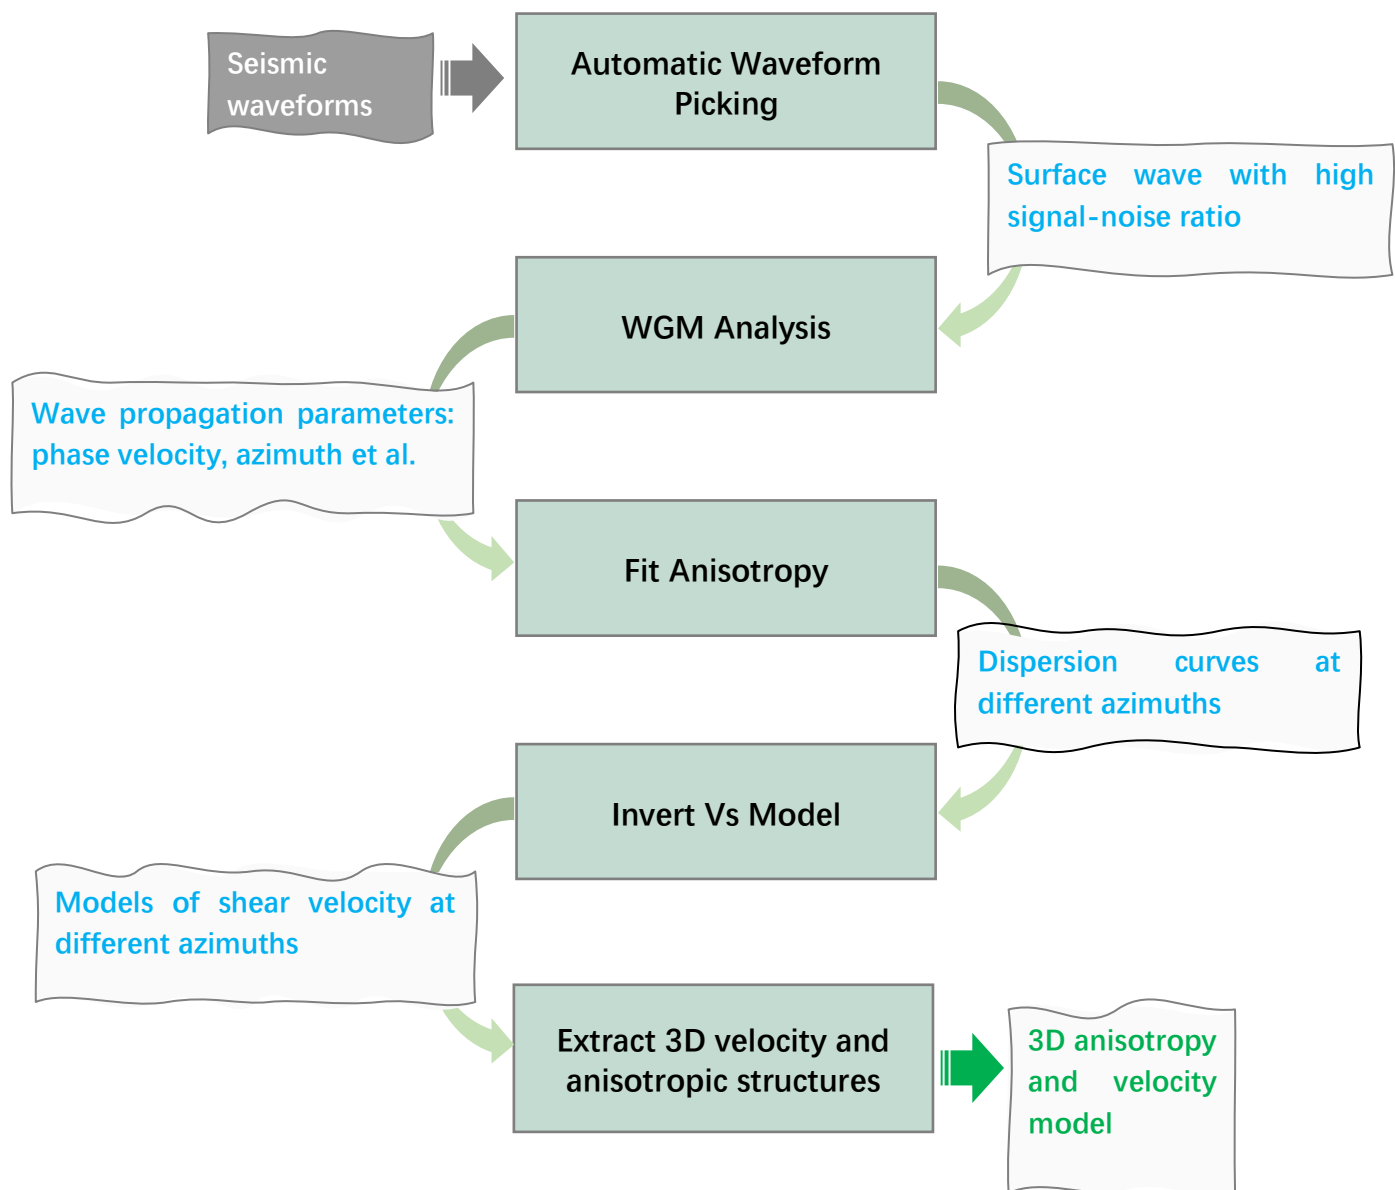 Seismic
waveforms
Automatic Waveform
Picking
Surface wave with high
signal-noise ratio
WGM Analysis
Wave propagation parameters:
phase velocity, azimuth et al.
Fit Anisotropy
Dispersion curves at
different azimuths
Invert Vs Model
Models of shear velocity at
different azimuths
Extract 3D velocity and
anisotropic structures
3D anisotropy
and velocity
model